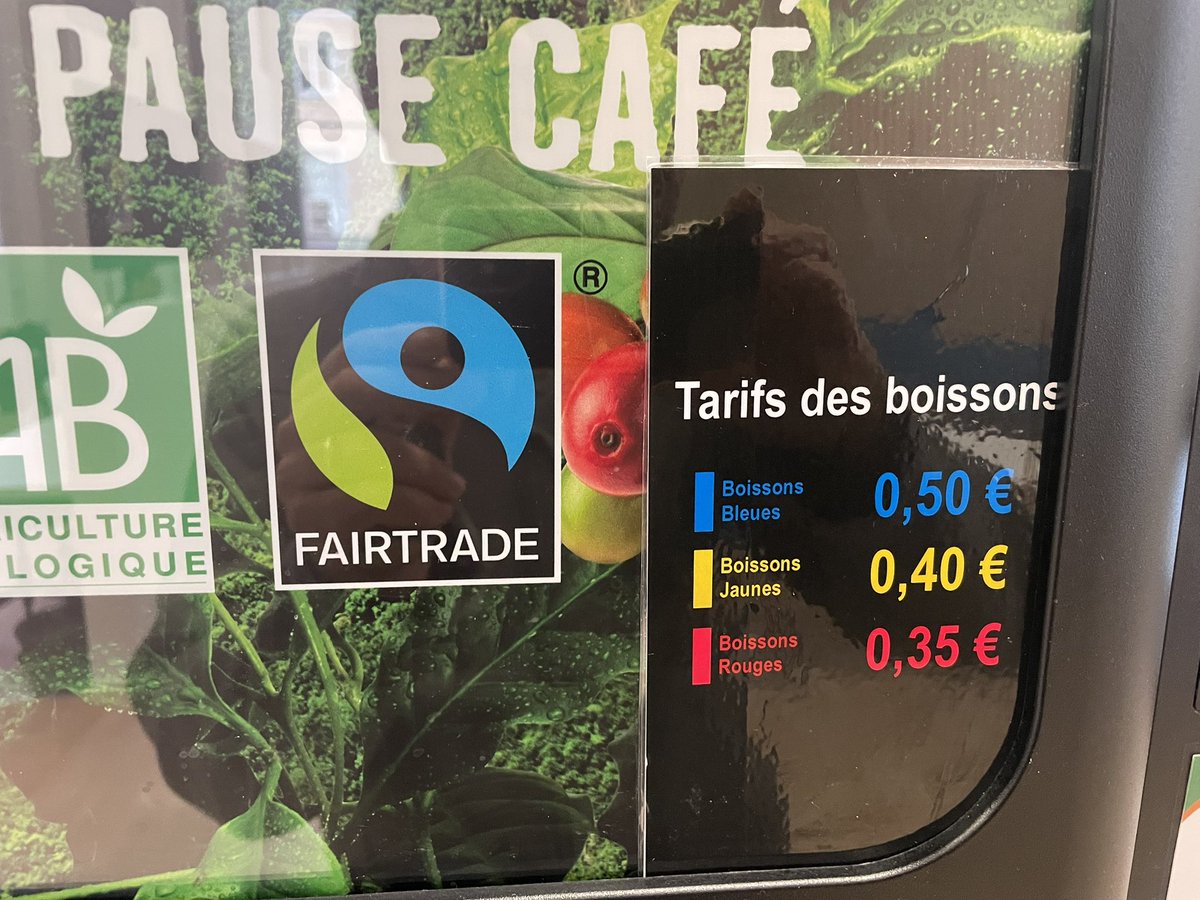 PAUSE CAFÉ
AB
RICULTURE
LOGIQUE
®
FAIRTRADE
Tarifs des boissons
Boissons
Bleues
0,50 €
Boissons
Jaunes
0,40 €
Boissons
Rouges
0,35 €